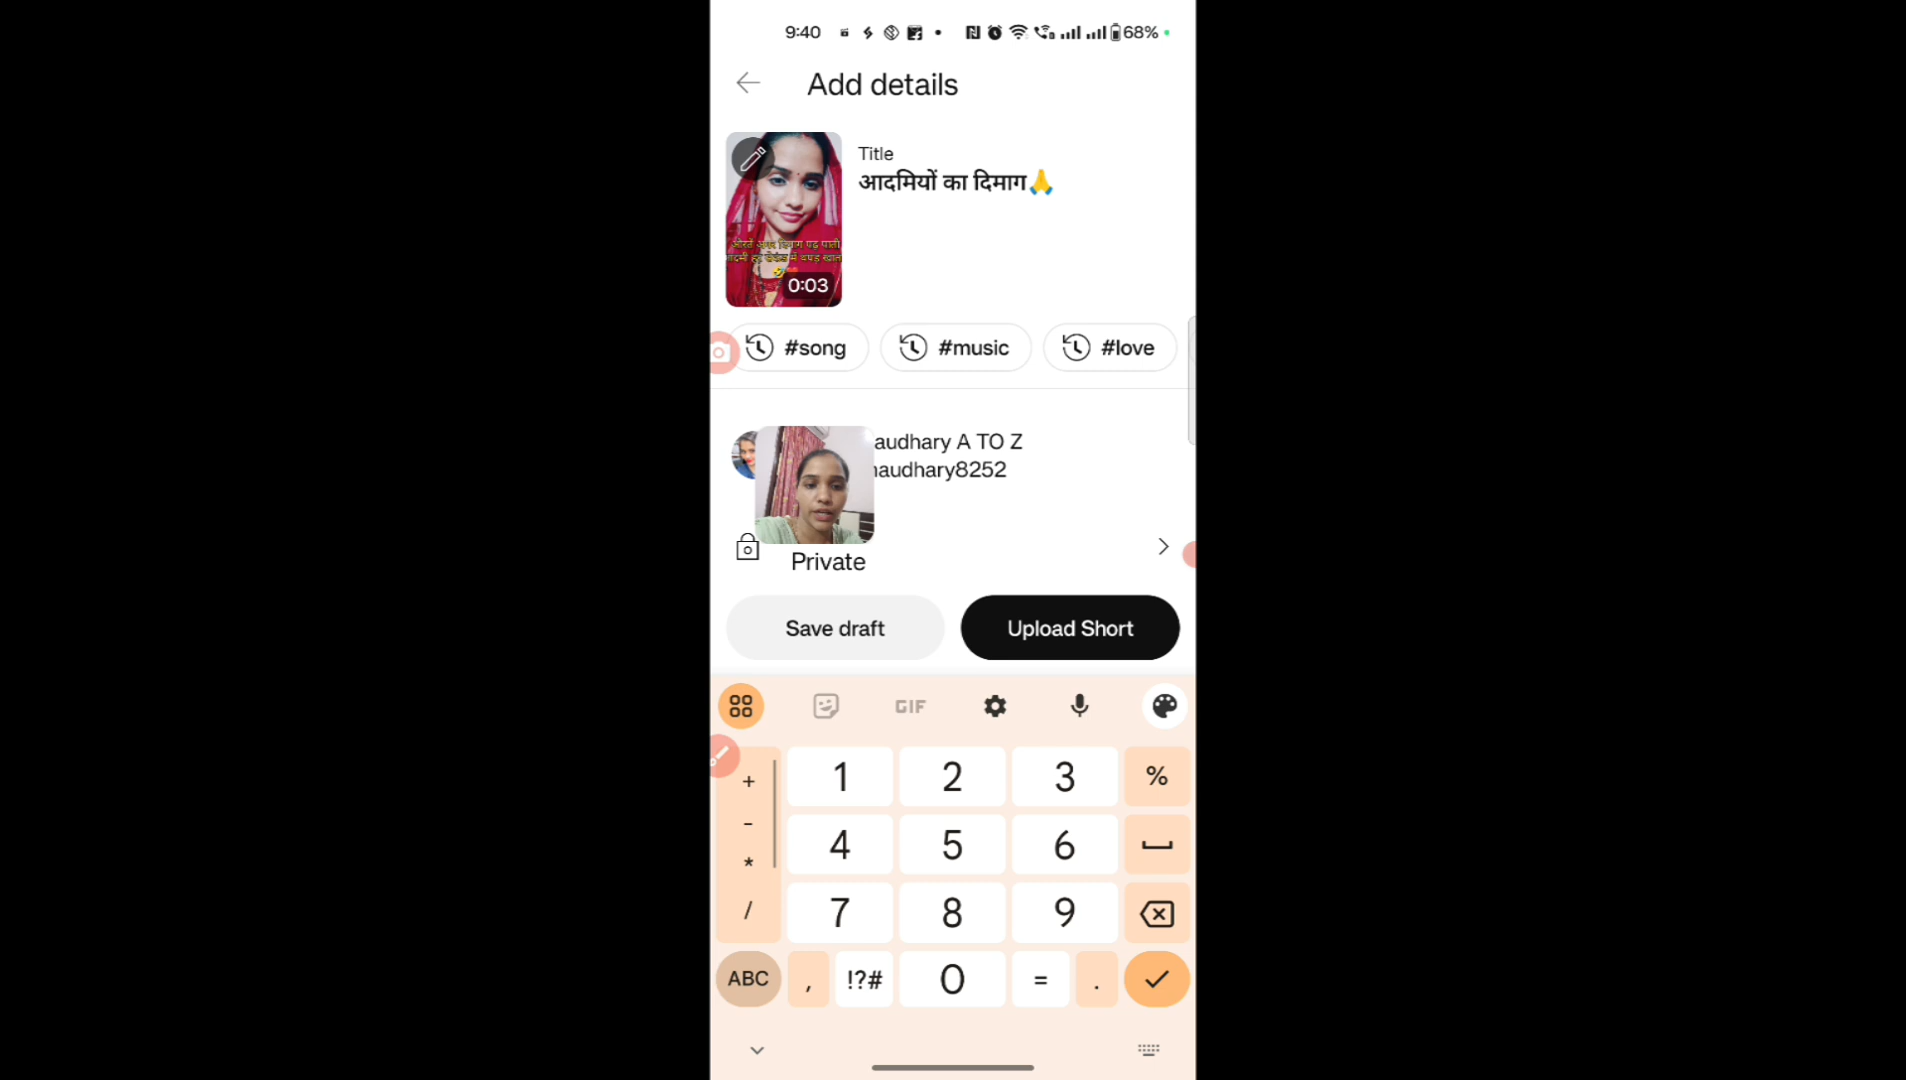 9:40
68%
Add details
Title
आदमियों का दिमाग🙏
0:03
#song
#music
#love
audhary A TO Z
haudhary8252
Private
Save draft
Upload Short
GIF
+ 1 2 3 %
- 4 5 6
*
/ 7 8 9
ABC , !?# 0 = .